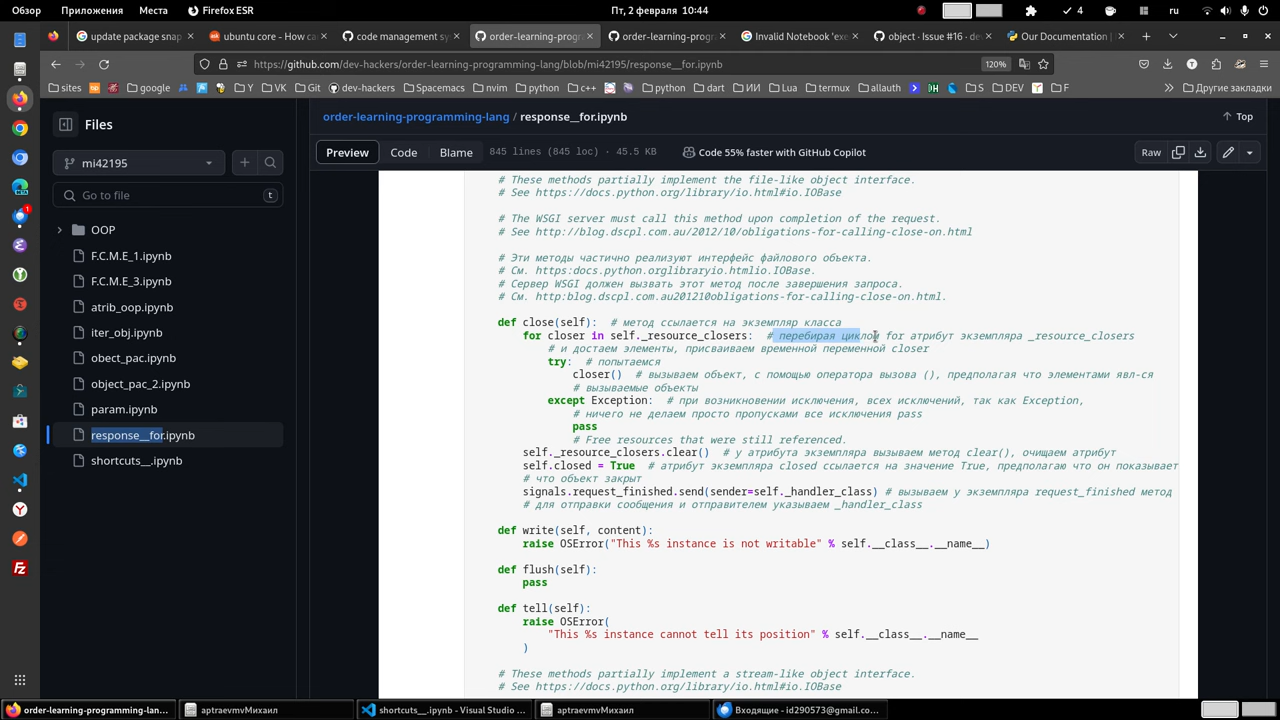 Обзор
Firefox ESR
Пт, 2 февраля 10:44
4
ru
Приложения
Места
update package snap
ubuntu core - How ca
code management sy
order-learning-prog
order-learning-progr
Invalid Notebook 'exe
object · Issue #16 · de
Our Documentation |
https://github.com/dev-hackers/order-learning-programming-lang/blob/mi42195/response__for.ipynb
120%
sites
np
google
Y
VK
Git
dev-hackers
Spacemacs
nvim
python
c++
python
dart
ИИ
Lua
termux
allauth
DH
S
DEV
F
Другие закладки
Files
mi42195
Go to file
t
OOP
F.C.M.E_1.ipynb
F.C.M.E_3.ipynb
atrib_oop.ipynb
iter_obj.ipynb
obect_pac.ipynb
object_pac_2.ipynb
param.ipynb
response__for.ipynb
shortcuts__.ipynb
order-learning-programming-lang / response__for.ipynb
Top
Preview
Code
Blame
845 lines (845 loc) · 45.5 KB
Code 55% faster with GitHub Copilot
Raw
# These methods partially implement the file-like object interface.
# See https://docs.python.org/library/io.html#io.IOBase
# The WSGI server must call this method upon completion of the request.
# See http://blog.dscpl.com.au/2012/10/obligations-for-calling-close-on.html
# Эти методы частично реализуют интерфейс файлового объекта.
# См. https:docs.python.orglibraryio.htmlio.IOBase.
# Сервер WSGI должен вызвать этот метод после завершения запроса.
# См. http:blog.dscpl.com.au201210obligations-for-calling-close-on.html.
def close(self): # метод ссылается на экземпляр класса
for closer in self._resource_closers: # перебирая циклом for атрибут экземпляра _resource_closers
# и достаем элементы, присваиваем временной переменной closer
try: # попытаемся
closer() # вызываем объект, с помощью оператора вызова (), предполагая что элементами явл-ся
# вызываемые объекты
except Exception: # при возникновении исключения, всех исключений, так как Exception,
# ничего не делаем просто пропусками все исключения pass
pass
# Free resources that were still referenced.
self._resource_closers.clear() # у атрибута экземпляра вызываем метод clear(), очищаем атрибут
self.closed = True # атрибут экземпляра closed ссылается на значение True, предполагаю что он показывает
# что объект закрыт
signals.request_finished.send(sender=self._handler_class) # вызываем у экземпляра request_finished метод
# для отправки сообщения и отправителем указываем _handler_class
def write(self, content):
raise OSError("This %s instance is not writable" % self.__class__.__name__)
def flush(self):
pass
def tell(self):
raise OSError(
"This %s instance cannot tell its position" % self.__class__.__name__
)
# These methods partially implement a stream-like object interface.
# See https://docs.python.org/library/io.html#io.IOBase
order-learning-programming-lan…
aptraevmvМихаил
shortcuts__.ipynb - Visual Studio …
aptraevmvМихаил
Входящие - id290573@gmail.co…